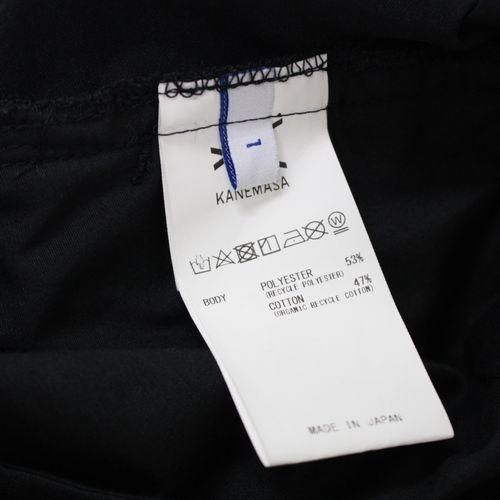 1
KANEMASA
W
BODY POLYESTER 53%
(RECYCLE POLYESTER)
COTTON 47%
(ORGANIC RECYCLE COTTON)
MADE IN JAPAN